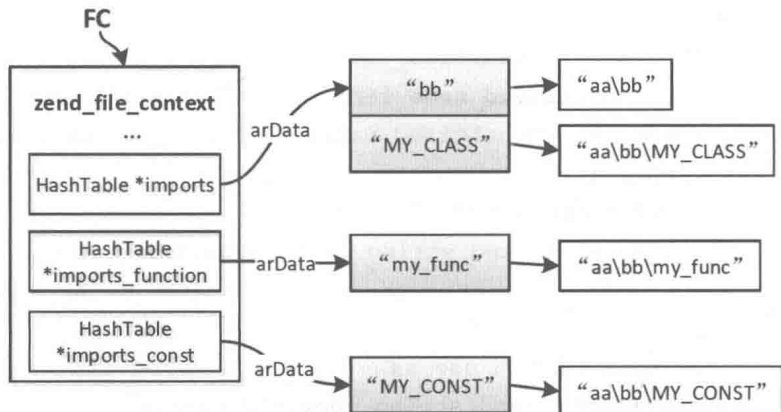 FC
zend_file_context
...
HashTable *imports
HashTable
*imports_function
HashTable
*imports_const
arData
arData
arData
“bb”
“MY_CLASS”
“my_func”
“MY_CONST”
“aa\bb”
“aa\bb\MY_CLASS”
“aa\bb\my_func”
“aa\bb\MY_CONST”